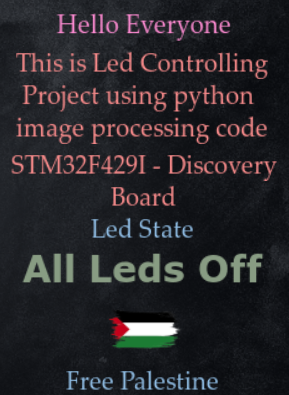 Hello Everyone
This is Led Controlling
Project using python
image processing code
STM32F429I - Discovery
Board
Led State
All Leds Off
Free Palestine